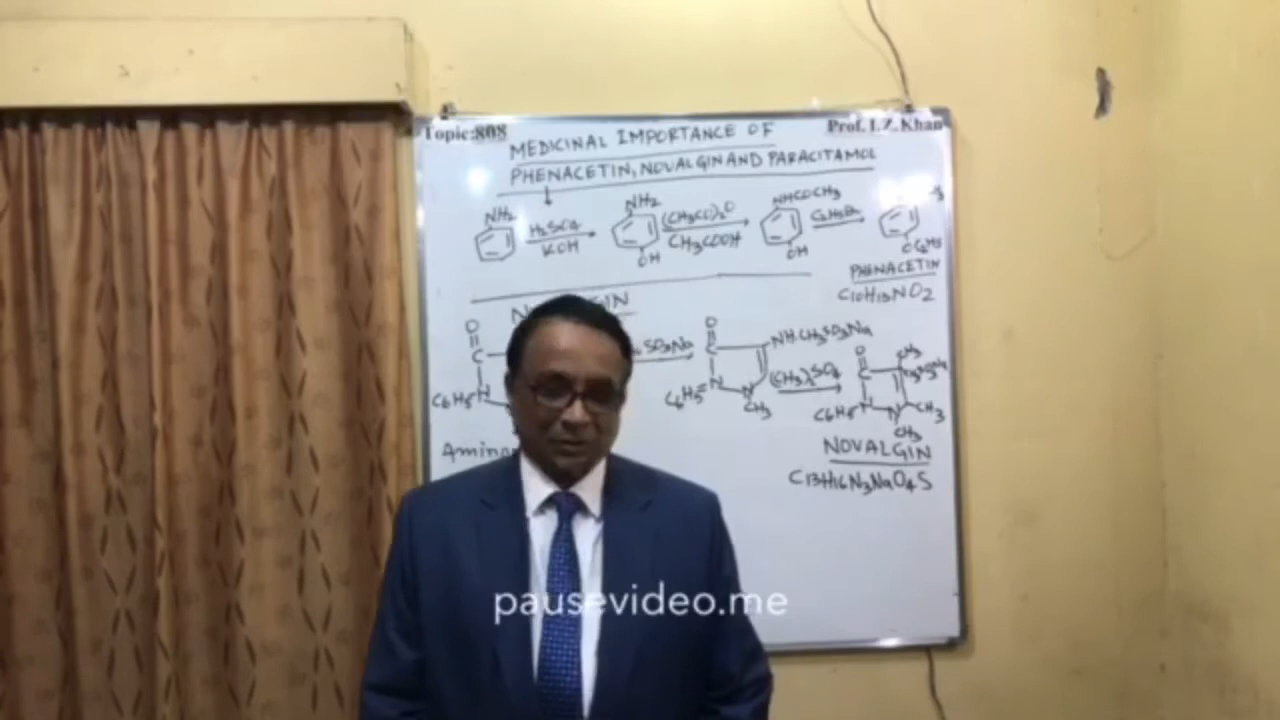 Topic:808
Prof. I.Z. Khan
MEDICINAL IMPORTANCE OF
PHENACETIN, NOVALGIN AND PARACITAMOL
NH2
H2SO4
KOH
NH2
OH
(CH3CO)2O
CH3COOH
NHCOCH3
OH
C2H5Br
OC2H5
PHENACETIN
C10H13NO2
O
C
N
C6H5
SO3Na
O
C
NH.CH3SO3Na
N
C6H5
N
CH3
(CH3)2SO4
O
C
CH3
N
C6H5
N
CH3
CH3
NOVALGIN
C13H16N3NaO4S
pausevideo.me